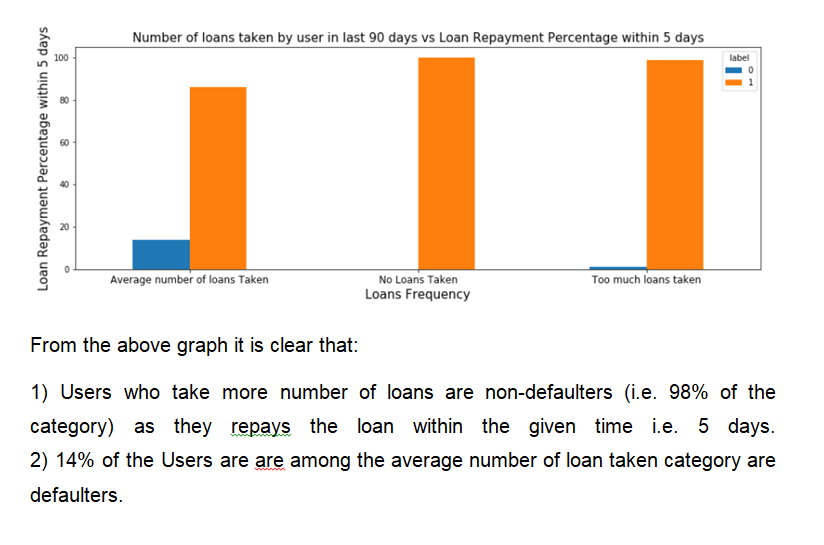 Number of loans taken by user in last 90 days vs Loan Repayment Percentage within 5 days
Loan Repayment Percentage within 5 days
100
80
60
40
20
0
label
0
1
Average number of loans Taken
No Loans Taken
Too much loans taken
Loans Frequency
From the above graph it is clear that:
1) Users who take more number of loans are non-defaulters (i.e. 98% of the
category) as they repays the loan within the given time i.e. 5 days.
2) 14% of the Users are are among the average number of loan taken category are
defaulters.